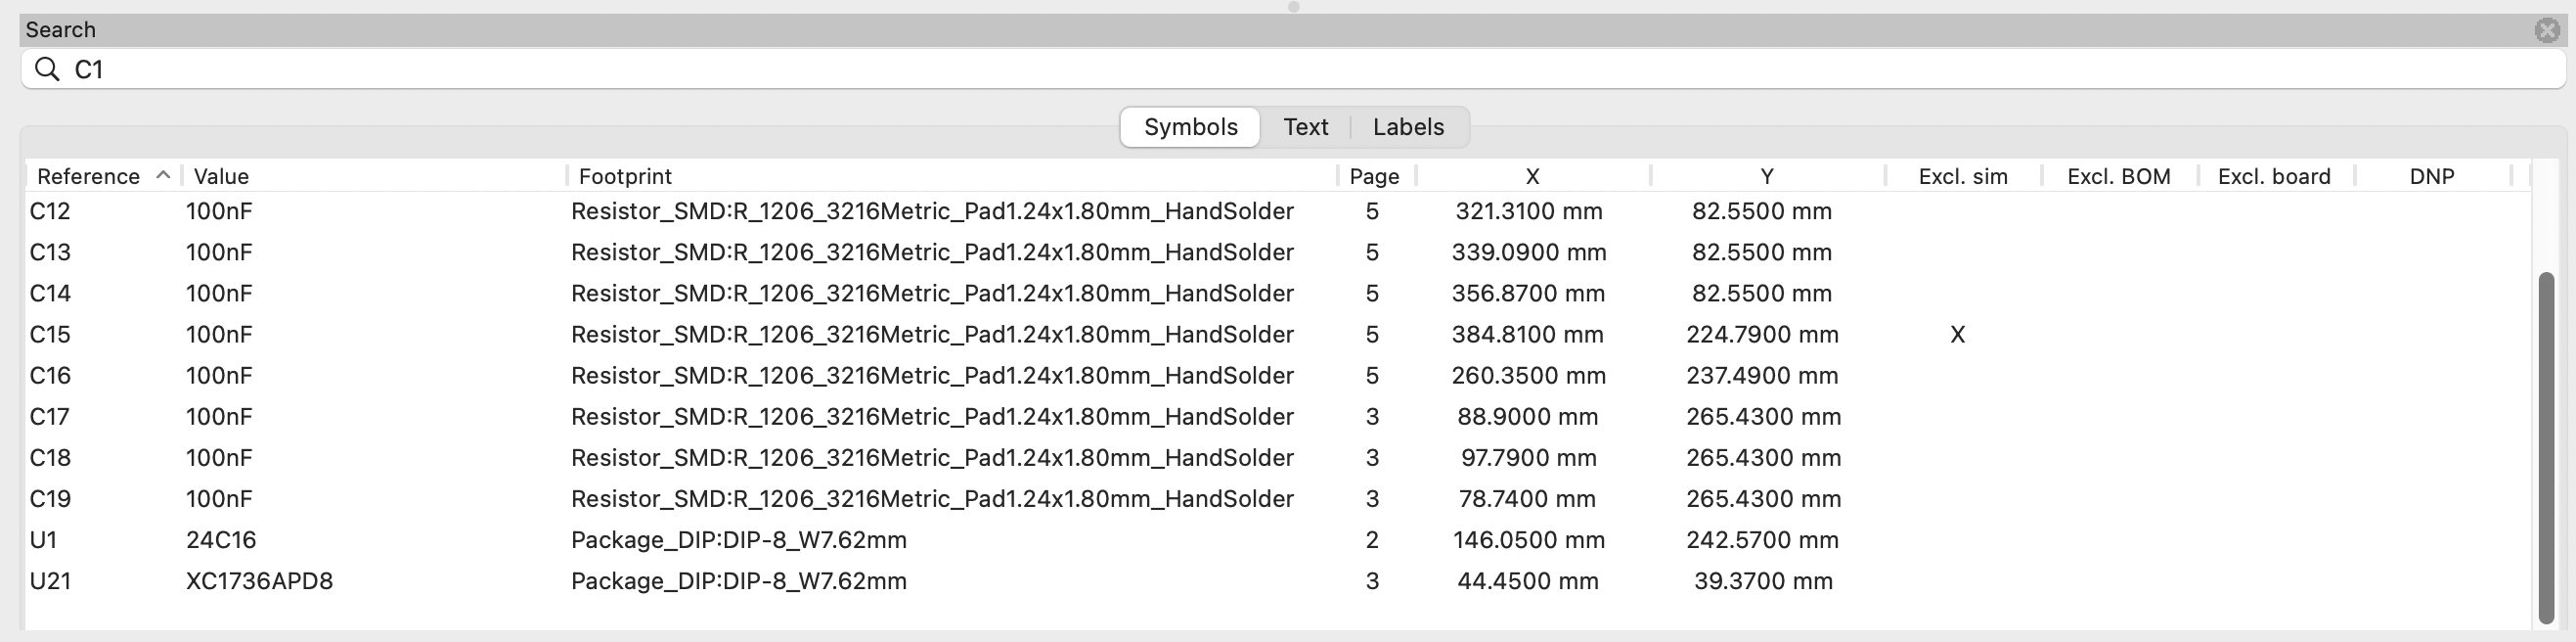 Search
C1
Symbols Text Labels
Reference Value Footprint Page X Y Excl. sim Excl. BOM Excl. board DNP
C12 100nF Resistor_SMD:R_1206_3216Metric_Pad1.24x1.80mm_HandSolder 5 321.3100 mm 82.5500 mm
C13 100nF Resistor_SMD:R_1206_3216Metric_Pad1.24x1.80mm_HandSolder 5 339.0900 mm 82.5500 mm
C14 100nF Resistor_SMD:R_1206_3216Metric_Pad1.24x1.80mm_HandSolder 5 356.8700 mm 82.5500 mm
C15 100nF Resistor_SMD:R_1206_3216Metric_Pad1.24x1.80mm_HandSolder 5 384.8100 mm 224.7900 mm X
C16 100nF Resistor_SMD:R_1206_3216Metric_Pad1.24x1.80mm_HandSolder 5 260.3500 mm 237.4900 mm
C17 100nF Resistor_SMD:R_1206_3216Metric_Pad1.24x1.80mm_HandSolder 3 88.9000 mm 265.4300 mm
C18 100nF Resistor_SMD:R_1206_3216Metric_Pad1.24x1.80mm_HandSolder 3 97.7900 mm 265.4300 mm
C19 100nF Resistor_SMD:R_1206_3216Metric_Pad1.24x1.80mm_HandSolder 3 78.7400 mm 265.4300 mm
U1 24C16 Package_DIP:DIP-8_W7.62mm 2 146.0500 mm 242.5700 mm
U21 XC1736APD8 Package_DIP:DIP-8_W7.62mm 3 44.4500 mm 39.3700 mm